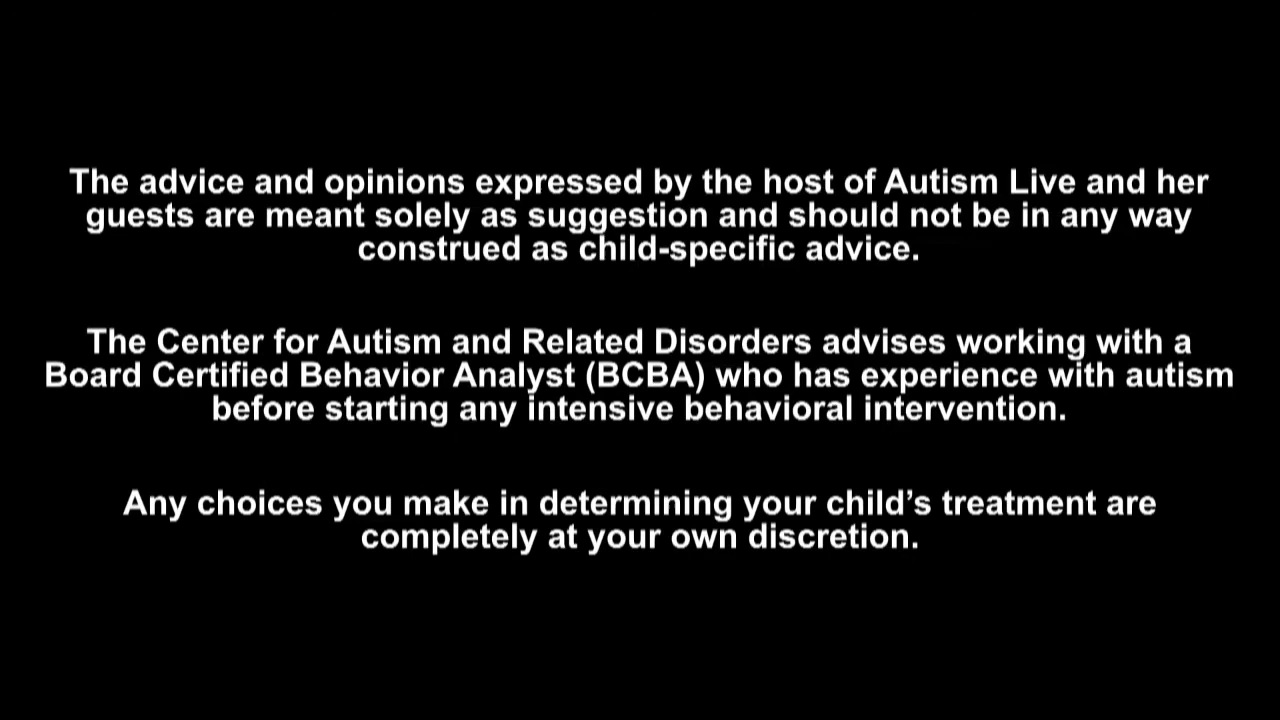 The advice and opinions expressed by the host of Autism Live and her
guests are meant solely as suggestion and should not be in any way
construed as child-specific advice.
The Center for Autism and Related Disorders advises working with a
Board Certified Behavior Analyst (BCBA) who has experience with autism
before starting any intensive behavioral intervention.
Any choices you make in determining your child’s treatment are
completely at your own discretion.